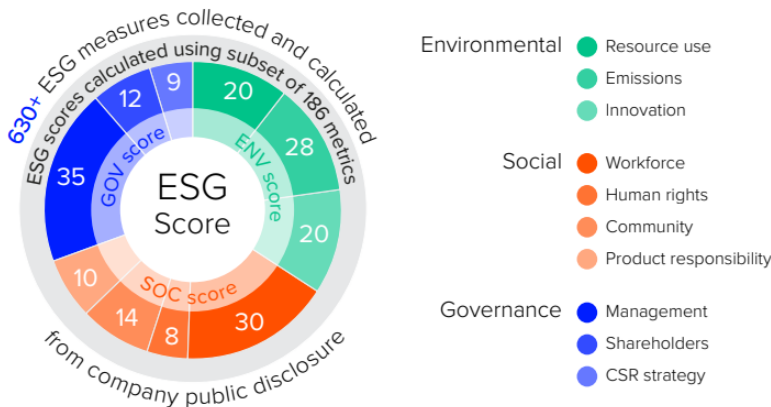 630+ ESG measures collected and calculated
ESG scores calculated using subset of 186 metrics
from company public disclosure
ESG
Score
ENV score
20
28
20
SOC score
30
8
14
10
GOV score
35
12
9
Environmental
Resource use
Emissions
Innovation
Social
Workforce
Human rights
Community
Product responsibility
Governance
Management
Shareholders
CSR strategy